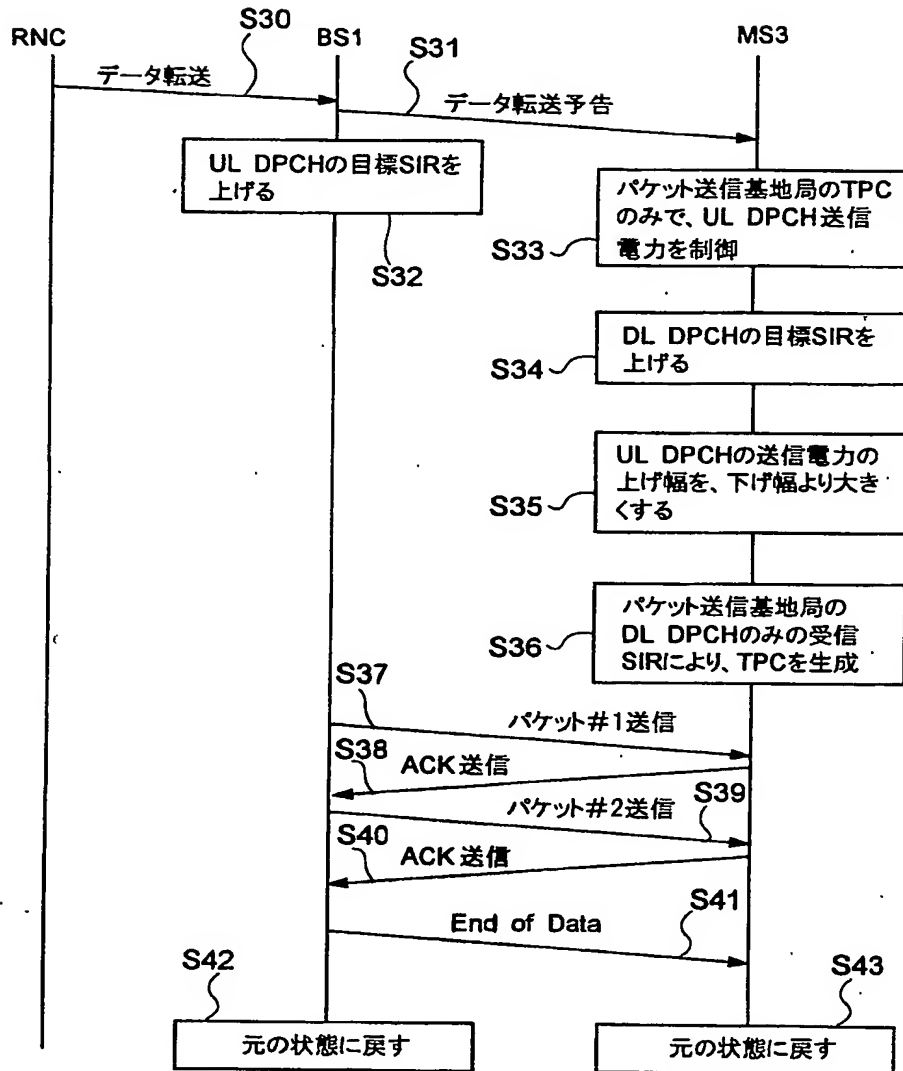 RNC
S30
BS1
S31
MS3
データ転送
データ転送予告
UL DPCHの目標SIRを
上げる
S32
パケット送信基地局のTPC
のみで、UL DPCH送信
電力を制御
S33
DL DPCHの目標SIRを
上げる
S34
UL DPCHの送信電力の
上げ幅を、下げ幅より大き
くする
S35
パケット送信基地局の
DL DPCHのみの受信
SIRにより、TPCを生成
S36
S37
パケット#1送信
S38
ACK送信
パケット#2送信
S39
S40
ACK送信
S41
End of Data
S42
S43
元の状態に戻す
元の状態に戻す